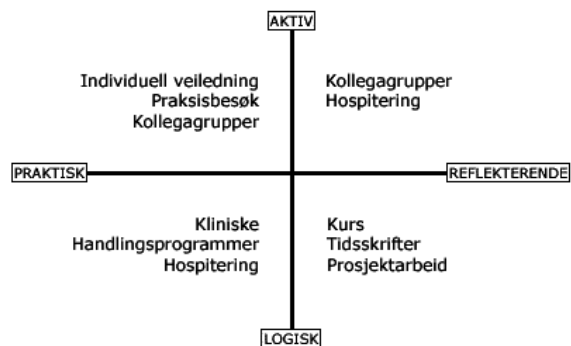 AKTIV
Individuell veiledning
Praksisbesøk
Kollegagrupper
Kollegagrupper
Hospitering
PRAKTISK
REFLEKTERENDE
Kliniske
Handlingsprogrammer
Hospitering
Kurs
Tidsskrifter
Prosjektarbeid
LOGISK